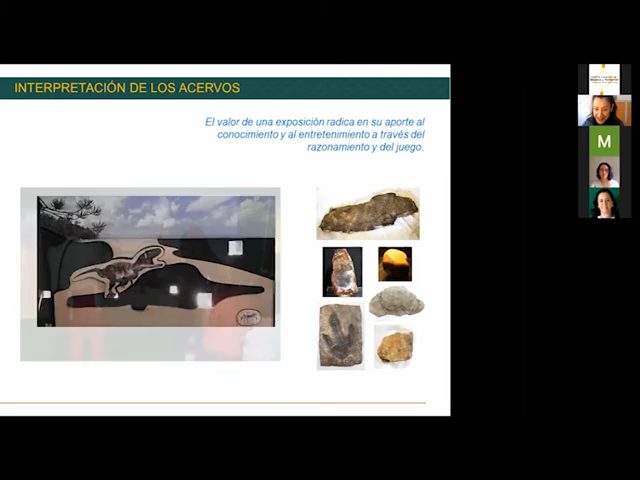 INTERPRETACIÓN DE LOS ACERVOS
El valor de una exposición radica en su aporte al
conocimiento y al entretenimiento a través del
razonamiento y del juego.
M